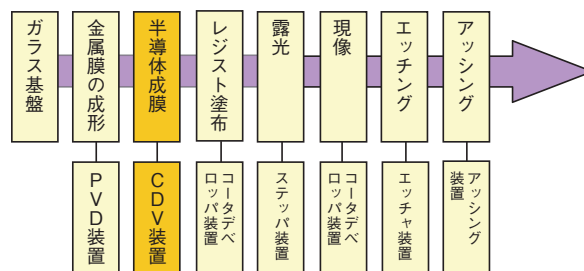 ガラス基盤
金属膜の成形
半導体成膜
レジスト塗布
露光
現像
エッチング
アッシング
PVD装置
CDV装置
コータデベ
ロッパ装置
ステッパ装置
コータデベ
ロッパ装置
エッチャ装置
アッシング
装置